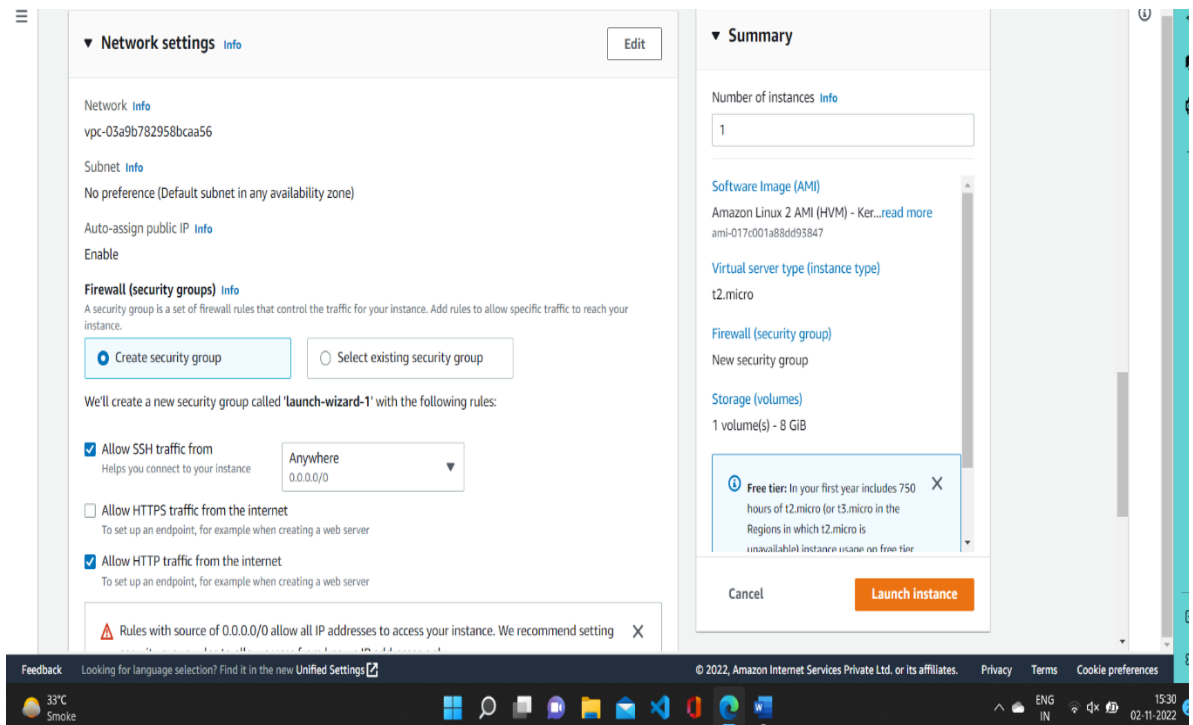 Network settings Info
Edit
Network Info
vpc-03a9b782958bcaa56
Subnet Info
No preference (Default subnet in any availability zone)
Auto-assign public IP Info
Enable
Firewall (security groups) Info
A security group is a set of firewall rules that control the traffic for your instance. Add rules to allow specific traffic to reach your
instance.
Create security group
Select existing security group
We'll create a new security group called 'launch-wizard-1' with the following rules:
Allow SSH traffic from
Helps you connect to your instance
Anywhere
0.0.0.0/0
Allow HTTPS traffic from the internet
To set up an endpoint, for example when creating a web server
Allow HTTP traffic from the internet
To set up an endpoint, for example when creating a web server
Rules with source of 0.0.0.0/0 allow all IP addresses to access your instance. We recommend setting
Summary
Number of instances Info
1
Software Image (AMI)
Amazon Linux 2 AMI (HVM) - Ker...read more
ami-017c001a88dd93847
Virtual server type (instance type)
t2.micro
Firewall (security group)
New security group
Storage (volumes)
1 volume(s) - 8 GiB
Free tier: In your first year includes 750
hours of t2.micro (or t3.micro in the
Regions in which t2.micro is
unavailable) instance usage on free tier
Cancel
Launch instance
Feedback
Looking for language selection? Find it in the new Unified Settings
© 2022, Amazon Internet Services Private Ltd. or its affiliates.
Privacy
Terms
Cookie preferences
33°C
Smoke
ENG
IN
15:30
02-11-2022